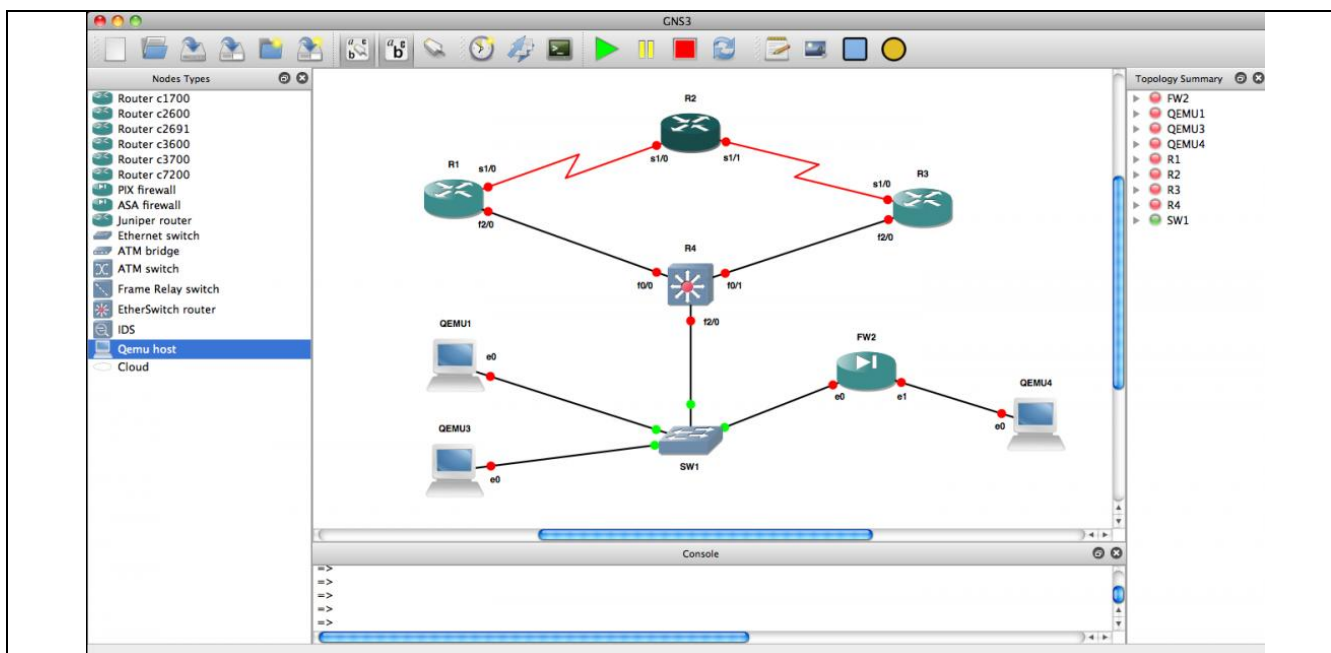 GNS3
Nodes Types
Router c1700
Router c2600
Router c2691
Router c3600
Router c3700
Router c7200
PIX firewall
ASA firewall
Juniper router
Ethernet switch
ATM bridge
ATM switch
Frame Relay switch
EtherSwitch router
IDS
Qemu host
Cloud
R2
s1/0
s1/1
R1
s1/0
f2/0
R3
s1/0
f2/0
R4
f0/0
f0/1
f2/0
QEMU1
e0
QEMU3
e0
SW1
FW2
e0
e1
QEMU4
e0
Topology Summary
FW2
QEMU1
QEMU3
QEMU4
R1
R2
R3
R4
SW1
Console
=>
=>
=>
=>
=>